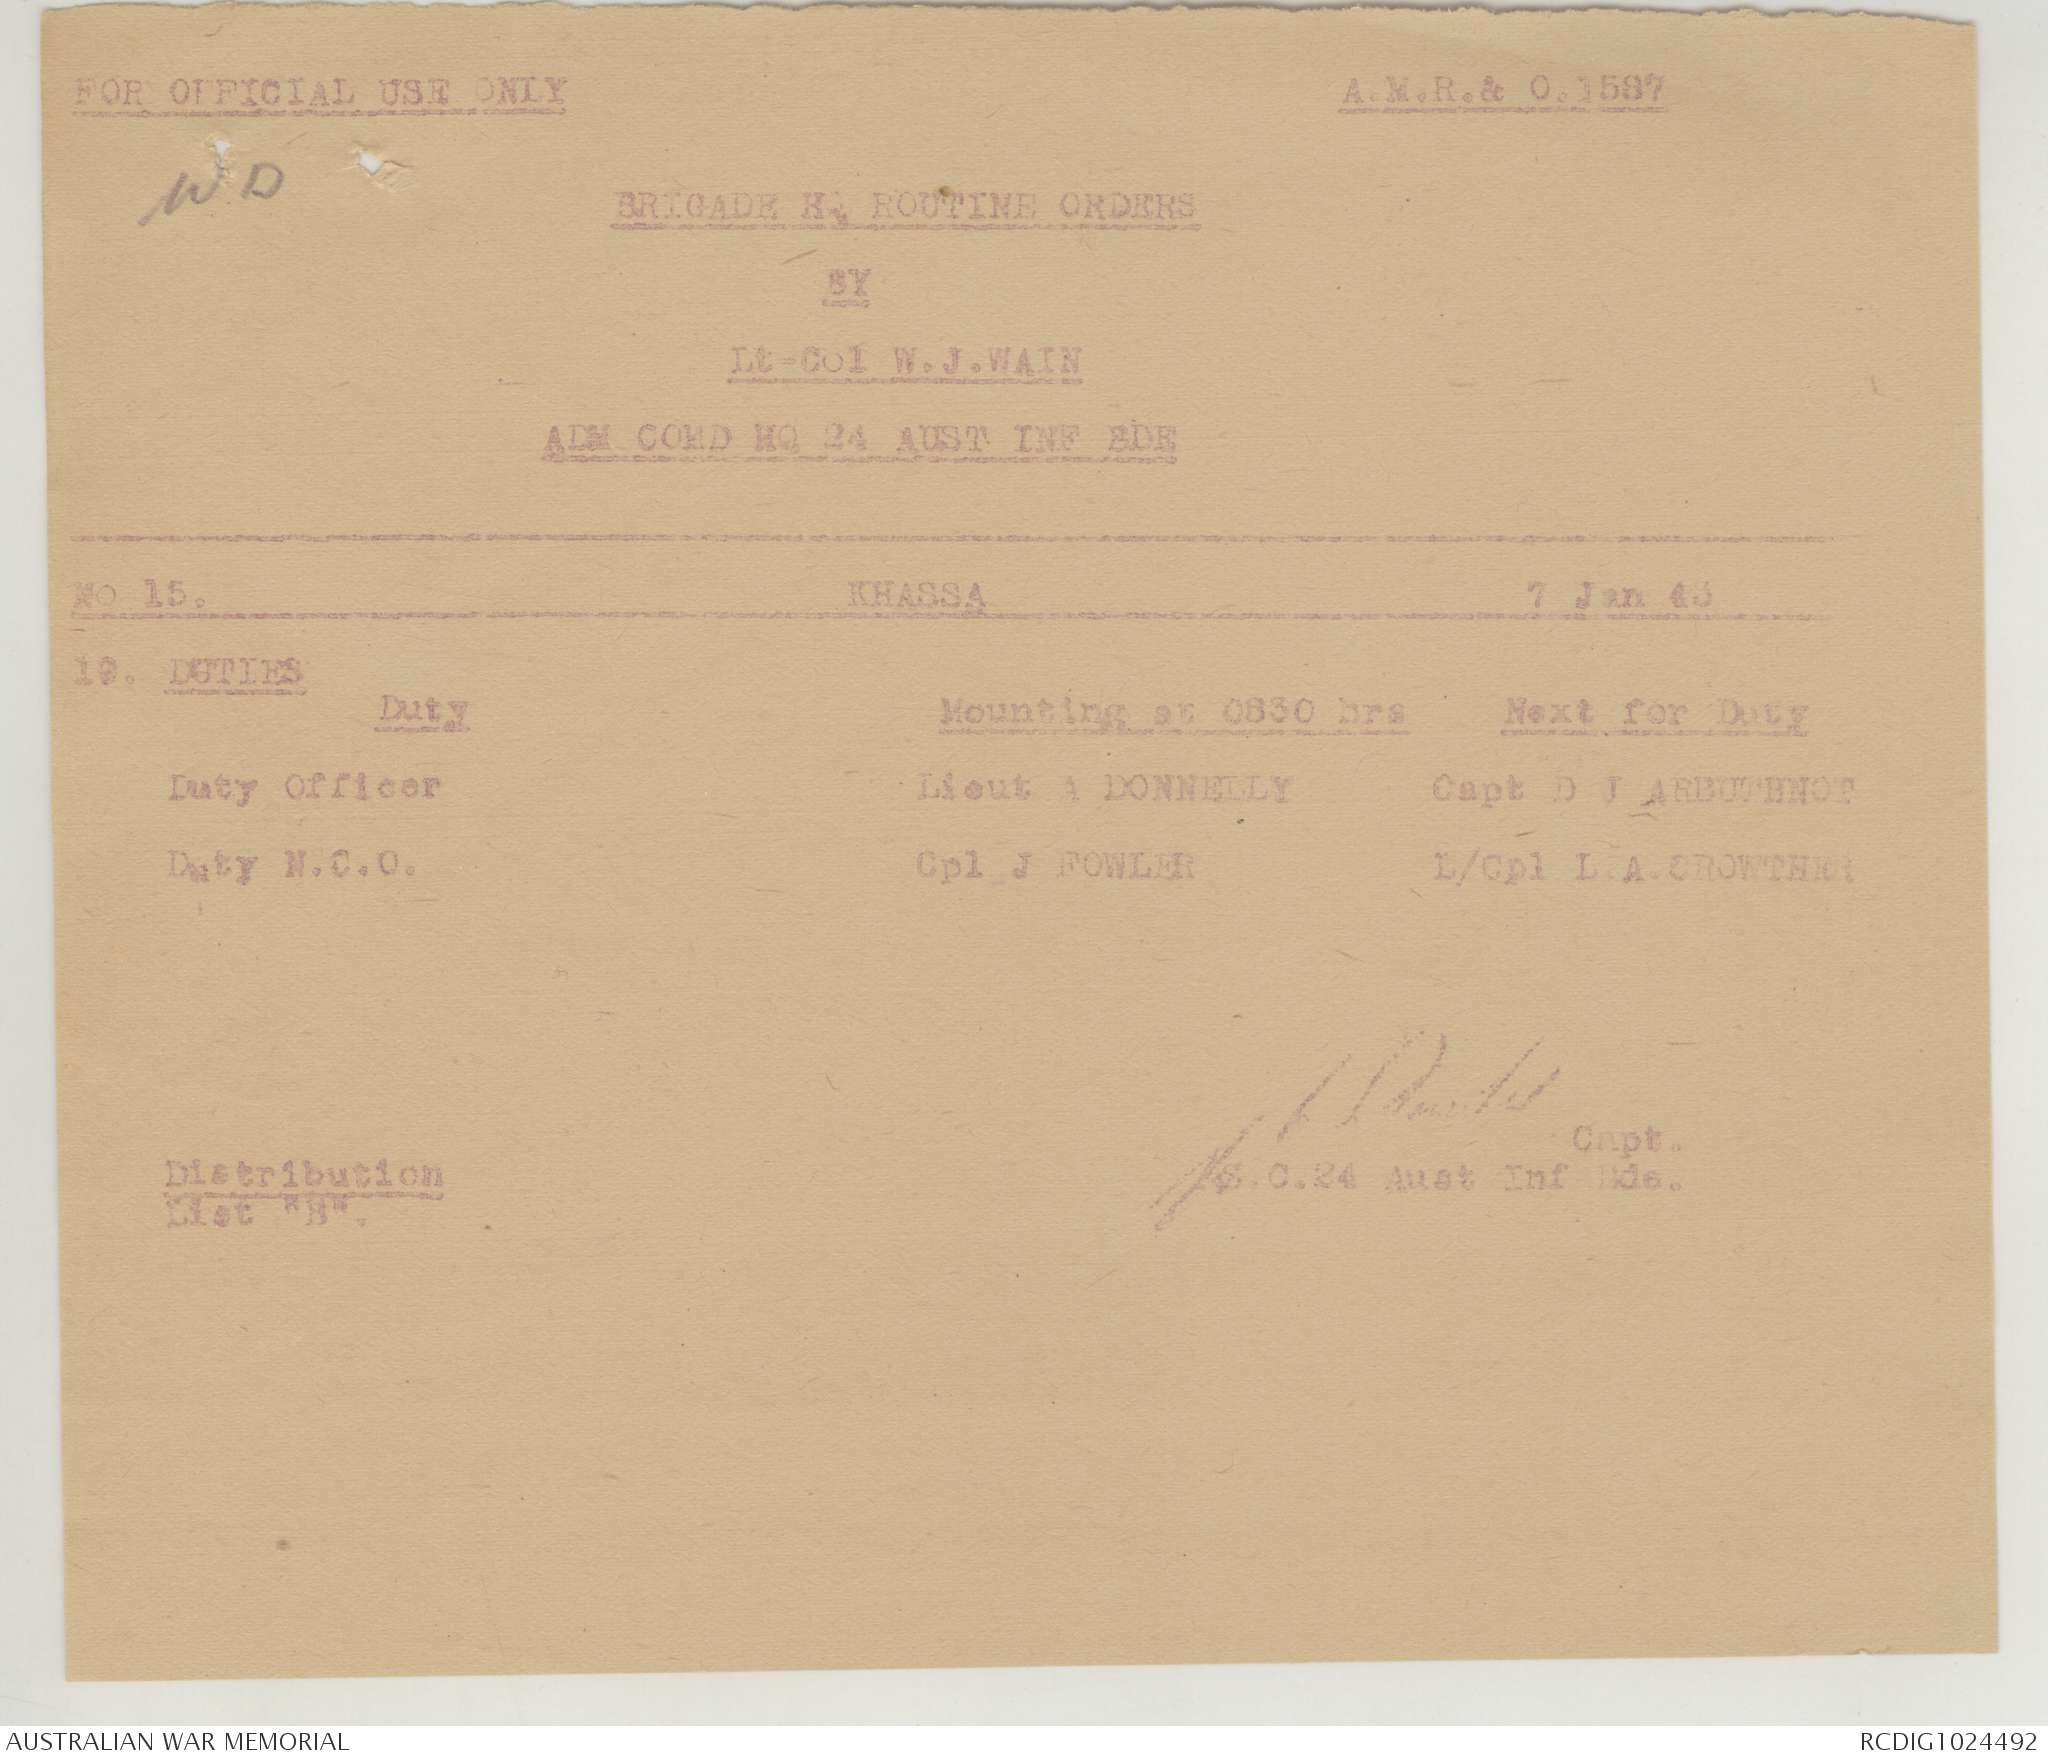 FOR OFFICIAL USE ONLY
A.M.R.& O.1587
WD
BRIGADE HQ ROUTINE ORDERS
BY
Lt-Col W.J.WAIN
ADM COMD HQ 24 AUST INF BDE
NO 15. KHASSA 7 Jan 43
19. DUTIES
Duty Mounting at 0830 hrs Next for Duty
Duty Officer Lieut A DONNELLY Capt D J ARBUTHNOT
Duty N.C.O. Cpl J FOWLER L/Cpl L.A.CROWTHER
Capt.
S.C.24 Aust Inf Bde.
Distribution
List "B".
AUSTRALIAN WAR MEMORIAL
RCDIG1024492